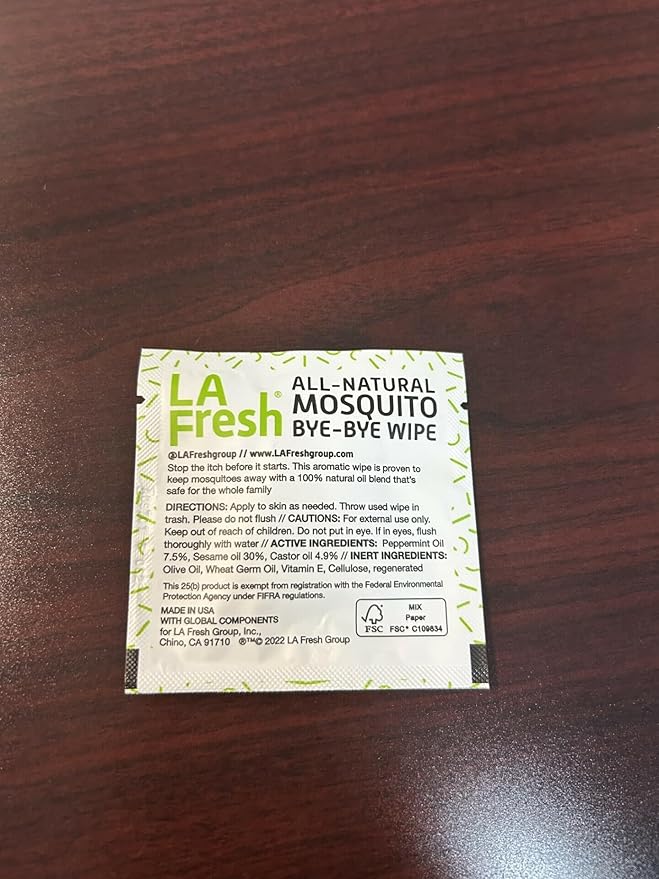 LA
Fresh®
ALL-NATURAL
MOSQUITO
BYE-BYE WIPE
@LAFreshgroup // www.LAFreshgroup.com
Stop the itch before it starts. This aromatic wipe is proven to
keep mosquitoes away with a 100% natural oil blend that's
safe for the whole family
DIRECTIONS: Apply to skin as needed. Throw used wipe in
trash. Please do not flush // CAUTIONS: For external use only.
Keep out of reach of children. Do not put in eye. If in eyes, flush
thoroughly with water // ACTIVE INGREDIENTS: Peppermint Oil
7.5%, Sesame oil 30%, Castor oil 4.9% // INERT INGREDIENTS:
Olive Oil, Wheat Germ Oil, Vitamin E, Cellulose, regenerated
This 25(b) product is exempt from registration with the Federal Environmental
Protection Agency under FIFRA regulations.
MADE IN USA
WITH GLOBAL COMPONENTS
for LA Fresh Group, Inc.,
Chino, CA 91710 ®™© 2022 LA Fresh Group
FSC
MIX
Paper
FSC® C109834